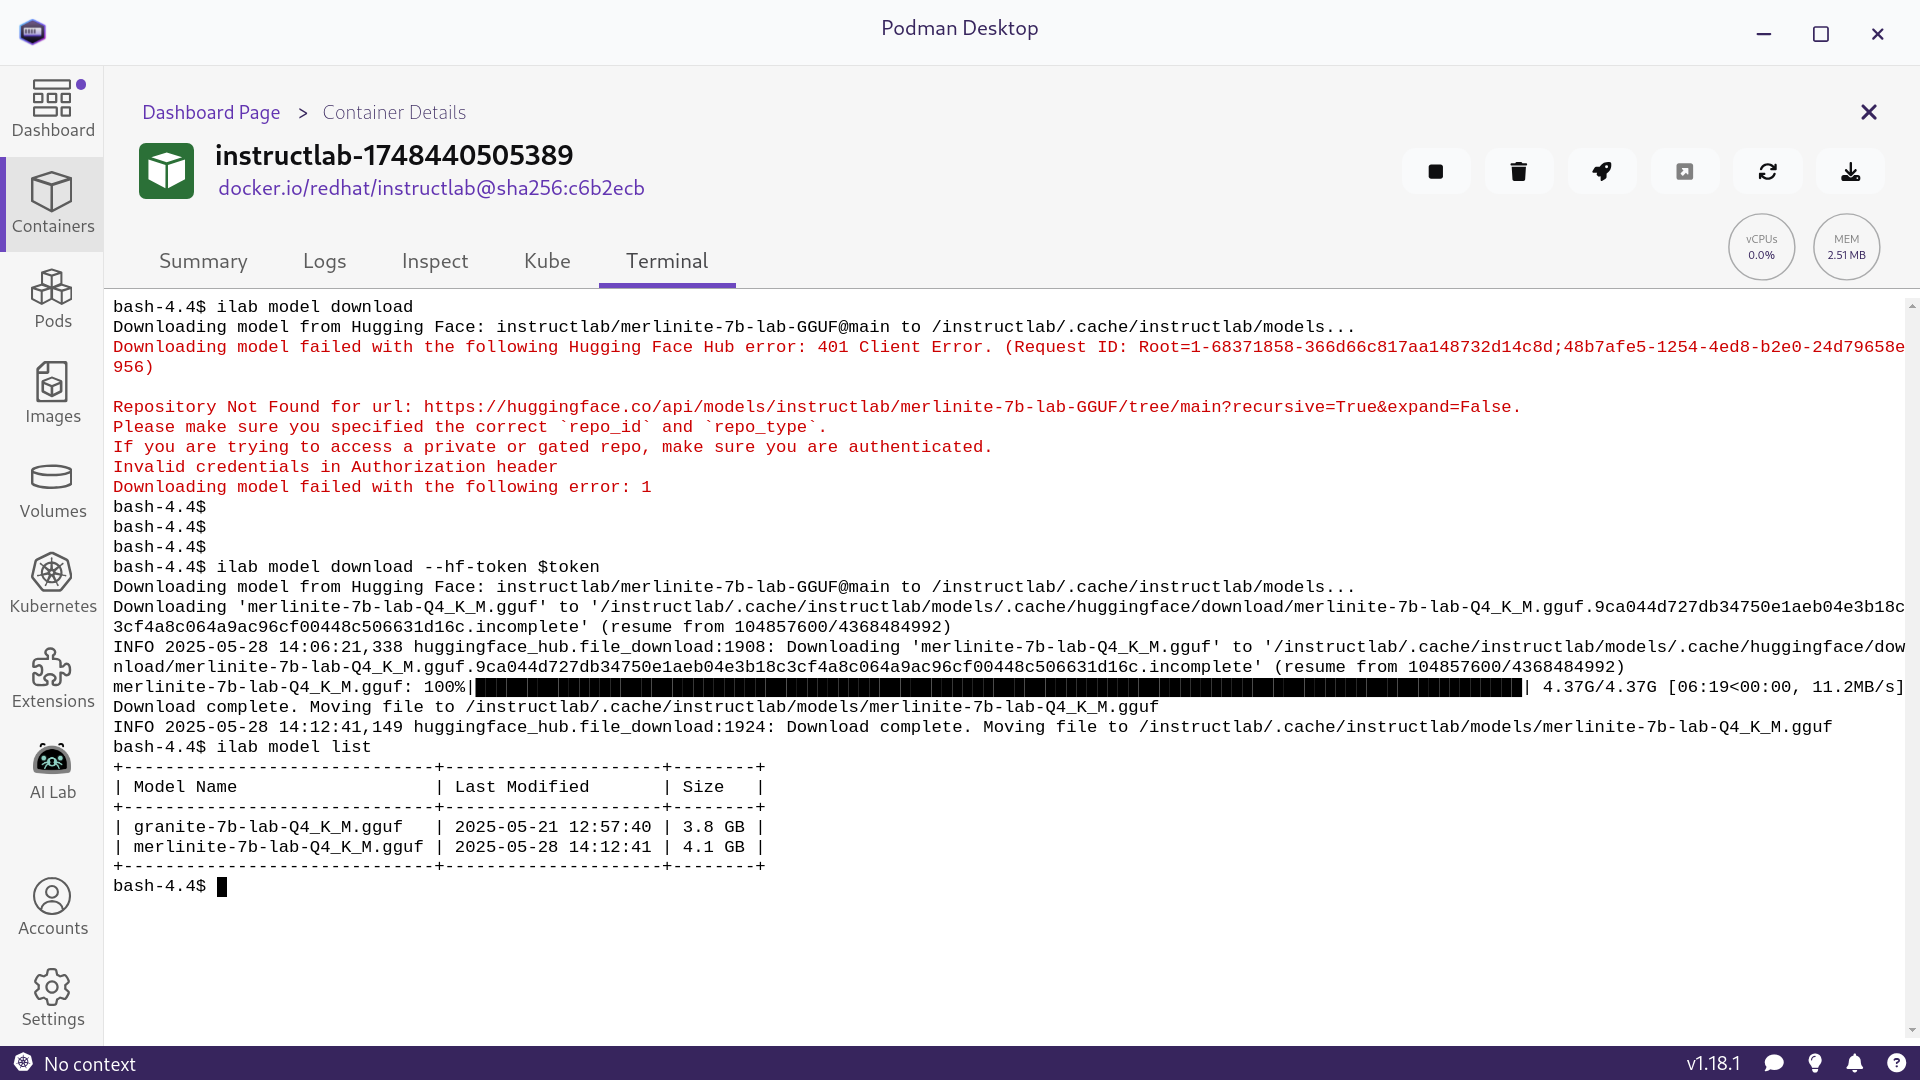 Podman Desktop
Dashboard
Containers
Pods
Images
Volumes
Kubernetes
Extensions
AI Lab
Accounts
Settings
Dashboard Page > Container Details
instructlab-1748440505389
docker.io/redhat/instructlab@sha256:c6b2ecb
Summary Logs Inspect Kube Terminal
vCPUs
0.0%
MEM
2.51 MB
bash-4.4$ ilab model download
Downloading model from Hugging Face: instructlab/merlinite-7b-lab-GGUF@main to /instructlab/.cache/instructlab/models...
Downloading model failed with the following Hugging Face Hub error: 401 Client Error. (Request ID: Root=1-68371858-366d66c817aa148732d14c8d;48b7afe5-1254-4ed8-b2e0-24d79658e
956)
Repository Not Found for url: https://huggingface.co/api/models/instructlab/merlinite-7b-lab-GGUF/tree/main?recursive=True&expand=False.
Please make sure you specified the correct `repo_id` and `repo_type`.
If you are trying to access a private or gated repo, make sure you are authenticated.
Invalid credentials in Authorization header
Downloading model failed with the following error: 1
bash-4.4$
bash-4.4$
bash-4.4$
bash-4.4$ ilab model download --hf-token $token
Downloading model from Hugging Face: instructlab/merlinite-7b-lab-GGUF@main to /instructlab/.cache/instructlab/models...
Downloading 'merlinite-7b-lab-Q4_K_M.gguf' to '/instructlab/.cache/instructlab/models/.cache/huggingface/download/merlinite-7b-lab-Q4_K_M.gguf.9ca044d727db34750e1aeb04e3b18c
3cf4a8c064a9ac96cf00448c506631d16c.incomplete' (resume from 104857600/4368484992)
INFO 2025-05-28 14:06:21,338 huggingface_hub.file_download:1908: Downloading 'merlinite-7b-lab-Q4_K_M.gguf' to '/instructlab/.cache/instructlab/models/.cache/huggingface/dow
nload/merlinite-7b-lab-Q4_K_M.gguf.9ca044d727db34750e1aeb04e3b18c3cf4a8c064a9ac96cf00448c506631d16c.incomplete' (resume from 104857600/4368484992)
merlinite-7b-lab-Q4_K_M.gguf: 100%| | 4.37G/4.37G [06:19<00:00, 11.2MB/s]
Download complete. Moving file to /instructlab/.cache/instructlab/models/merlinite-7b-lab-Q4_K_M.gguf
INFO 2025-05-28 14:12:41,149 huggingface_hub.file_download:1924: Download complete. Moving file to /instructlab/.cache/instructlab/models/merlinite-7b-lab-Q4_K_M.gguf
bash-4.4$ ilab model list
+------------------------------+---------------------+--------+
| Model Name                   | Last Modified       | Size   |
+------------------------------+---------------------+--------+
| granite-7b-lab-Q4_K_M.gguf   | 2025-05-21 12:57:40 | 3.8 GB |
| merlinite-7b-lab-Q4_K_M.gguf | 2025-05-28 14:12:41 | 4.1 GB |
+------------------------------+---------------------+--------+
bash-4.4$
No context
v1.18.1